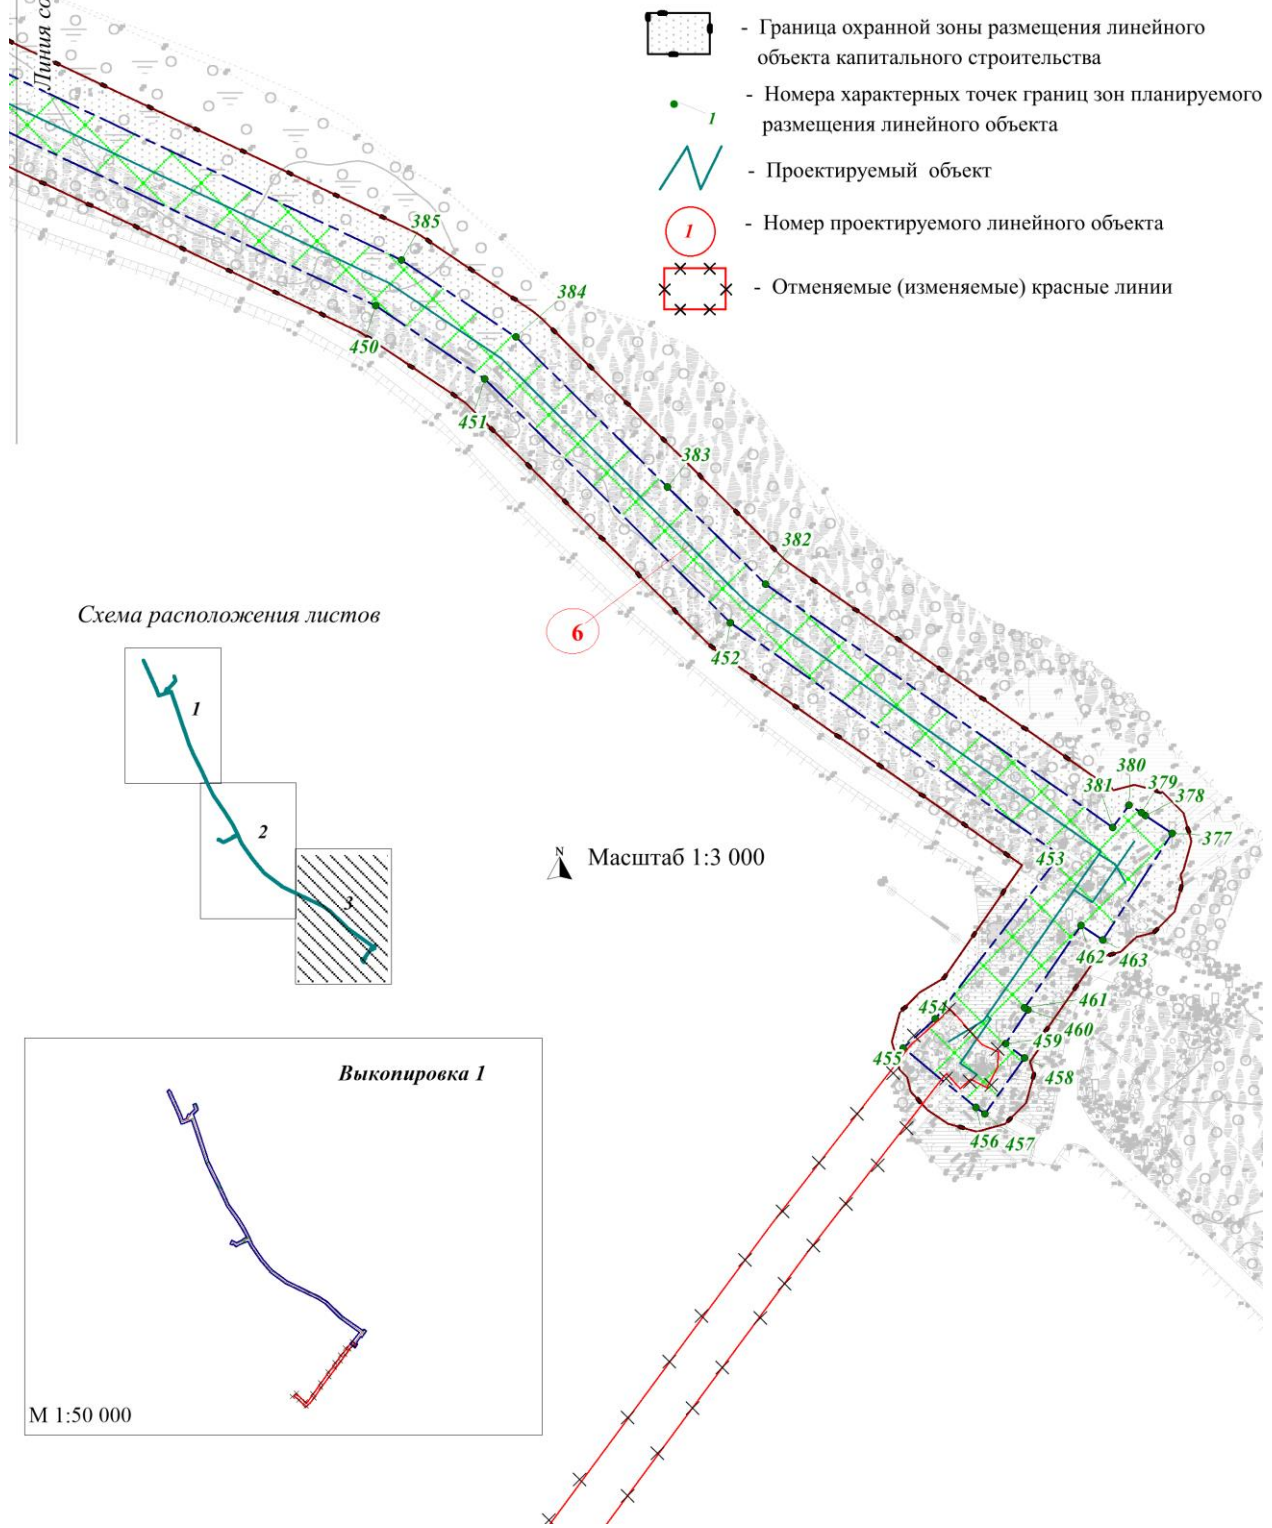 Линия
- Граница охранной зоны размещения линейного
объекта капитального строительства
- Номера характерных точек границ зон планируемого
размещения линейного объекта
1
- Проектируемый объект
- Номер проектируемого линейного объекта
1
- Отменяемые (изменяемые) красные линии
385
384
450
451
383
382
6
452
Схема расположения листов
1
2
3
N
Масштаб 1:3 000
380
379
381
378
377
453
462
463
461
454
460
459
455
458
456
457
Выкопировка 1
М 1:50 000